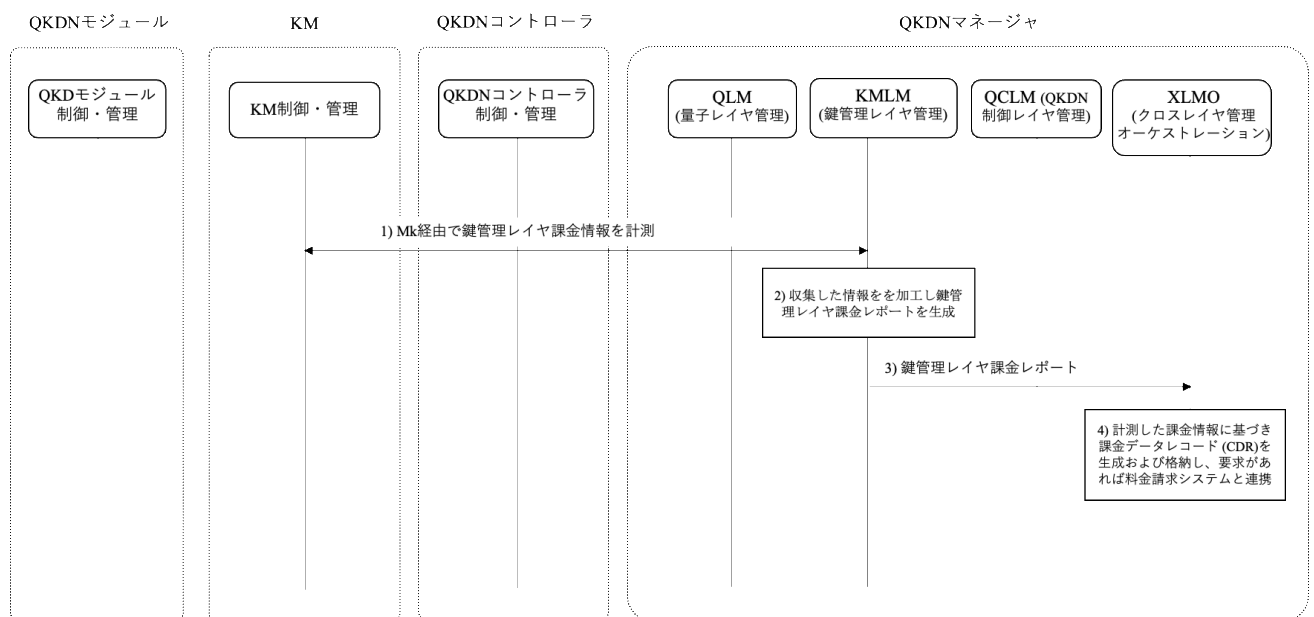 QKDNモジュール
KM
QKDNコントローラ
QKDNマネージャ
QKDモジュール
制御・管理
KM制御・管理
QKDNコントローラ
制御・管理
QLM
(量子レイヤ管理)
KMLM
(鍵管理レイヤ管理)
QCLM (QKDN
制御レイヤ管理)
XLMO
(クロスレイヤ管理
オーケストレーション)
1) Mk経由で鍵管理レイヤ課金情報を計測
2) 収集した情報をを加工し鍵管
理レイヤ課金レポートを生成
3) 鍵管理レイヤ課金レポート
4) 計測した課金情報に基づき
課金データレコード (CDR)を
生成および格納し、要求があ
れば料金請求システムと連携